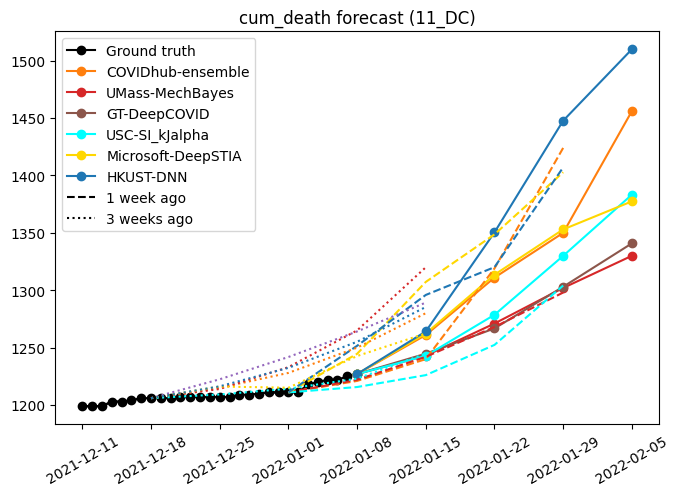 cum_death forecast (11_DC)
Ground truth
COVIDhub-ensemble
UMass-MechBayes
GT-DeepCOVID
USC-SI_kJalpha
Microsoft-DeepSTIA
HKUST-DNN
1 week ago
3 weeks ago
1500
1450
1400
1350
1300
1250
1200
2021-12-11
2021-12-18
2021-12-25
2022-01-01
2022-01-08
2022-01-15
2022-01-22
2022-01-29
2022-02-05